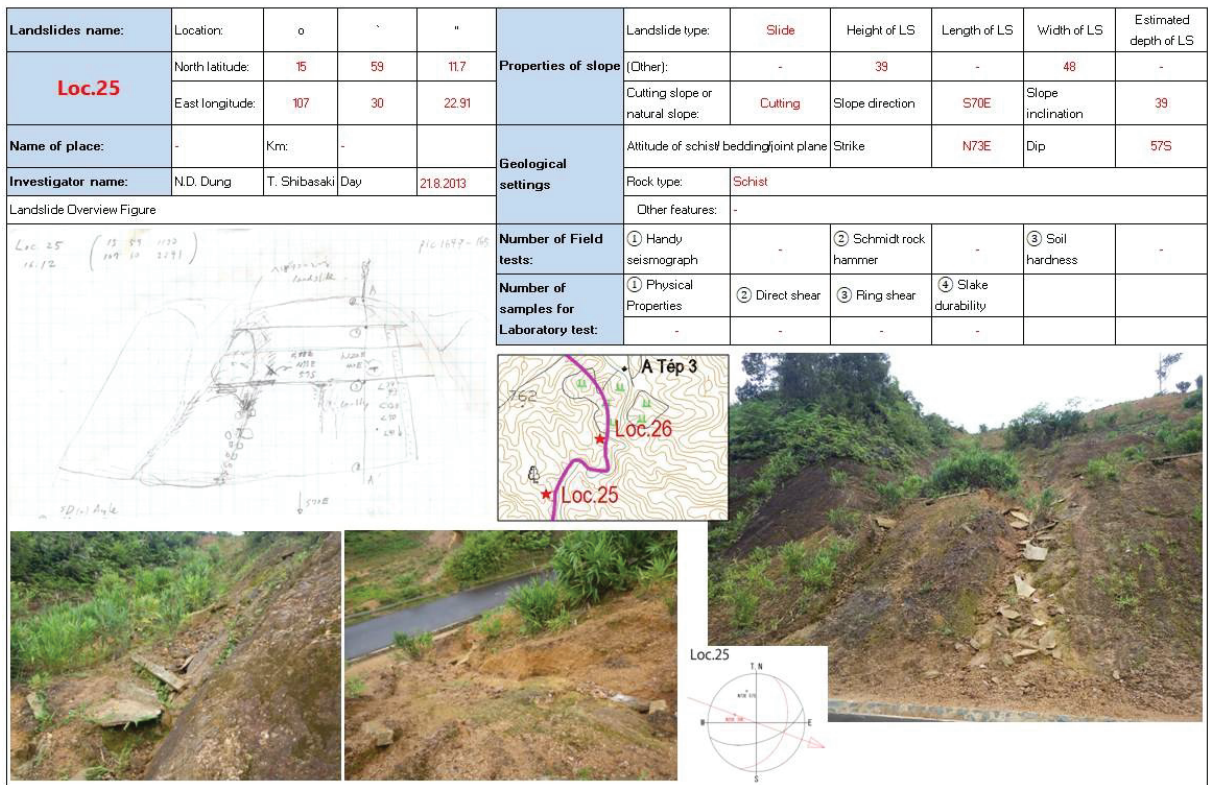 Landslides name: Location: o ` "
Loc.25
North latitude: 15 59 11.7
East longitude: 107 30 22.91
Name of place: - Km: -
Investigator name: N.D. Dung T. Shibasaki Day 21.8.2013
Landslide Overview Figure
Properties of slope
Landslide type: Slide Height of LS Length of LS Width of LS Estimated depth of LS
(Other): - 39 - 48 -
Cutting slope or natural slope: Cutting Slope direction S70E Slope inclination 39
Geological settings
Attitude of schist/ bedding/joint plane Strike N73E Dip 57S
Rock type: Schist
Other features: -
Number of Field tests: ① Handy seismograph - ② Schmidt rock hammer - ③ Soil hardness -
Number of samples for Laboratory test: ① Physical Properties ② Direct shear ③ Ring shear ④ Slake durability
- - - -
Loc 25
16.12
landslide
A
Gully
A'
S70E
A Tép 3
762
Loc.26
Loc.25
Loc.25
T. N
E
S